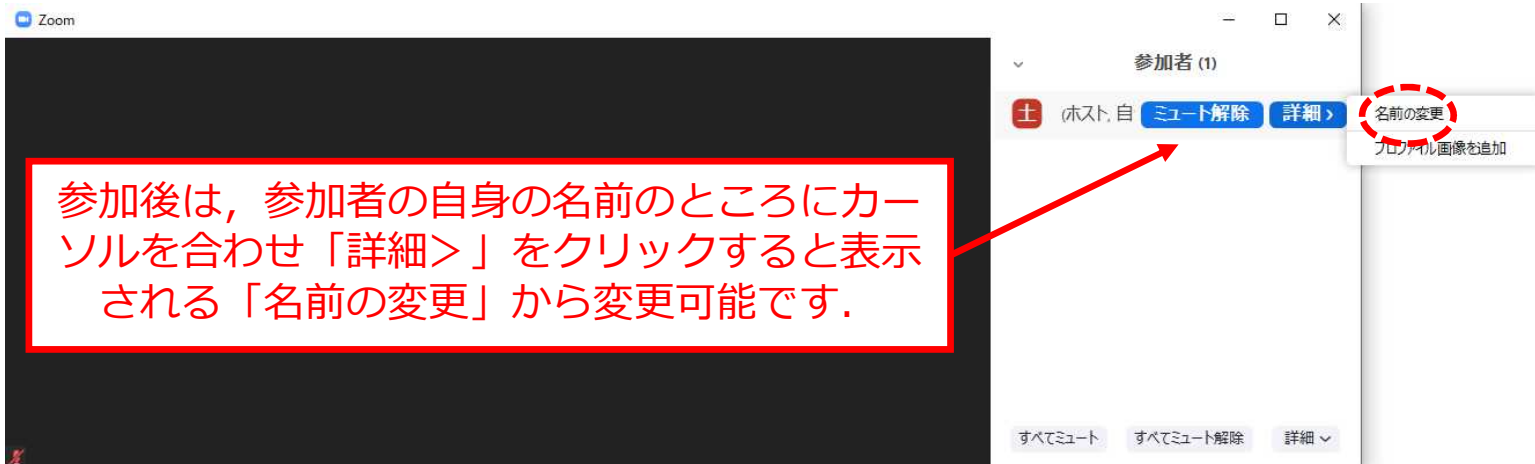 Zoom
参加者 (1)
土 (ホスト, 自 ミュート解除 詳細 >
名前の変更
プロファイル画像を追加
参加後は，参加者の自身の名前のところにカー
ソルを合わせ「詳細＞」をクリックすると表示
される「名前の変更」から変更可能です．
すべてミュート すべてミュート解除 詳細